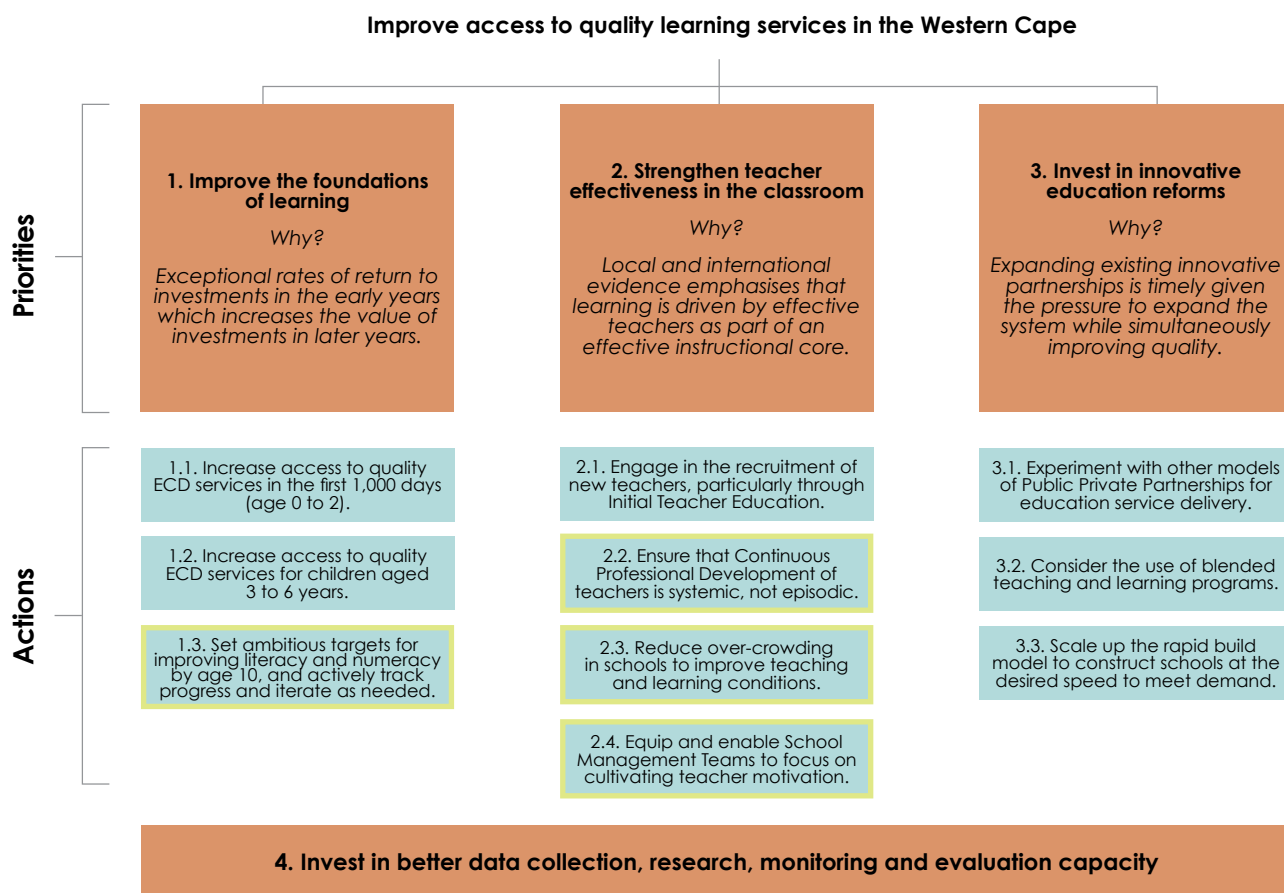 Improve access to quality learning services in the Western Cape
Priorities
1. Improve the foundations
of learning
Why?
Exceptional rates of return to
investments in the early years
which increases the value of
investments in later years.
2. Strengthen teacher
effectiveness in the classroom
Why?
Local and international
evidence emphasises that
learning is driven by effective
teachers as part of an
effective instructional core.
3. Invest in innovative
education reforms
Why?
Expanding existing innovative
partnerships is timely given
the pressure to expand the
system while simultaneously
improving quality.
Actions
1.1. Increase access to quality
ECD services in the first 1,000 days
(age 0 to 2).
1.2. Increase access to quality
ECD services for children aged
3 to 6 years.
1.3. Set ambitious targets for
improving literacy and numeracy
by age 10, and actively track
progress and iterate as needed.
2.1. Engage in the recruitment of
new teachers, particularly through
Initial Teacher Education.
2.2. Ensure that Continuous
Professional Development of
teachers is systemic, not episodic.
2.3. Reduce over-crowding
in schools to improve teaching
and learning conditions.
2.4. Equip and enable School
Management Teams to focus on
cultivating teacher motivation.
3.1. Experiment with other models
of Public Private Partnerships for
education service delivery.
3.2. Consider the use of blended
teaching and learning programs.
3.3. Scale up the rapid build
model to construct schools at the
desired speed to meet demand.
4. Invest in better data collection, research, monitoring and evaluation capacity